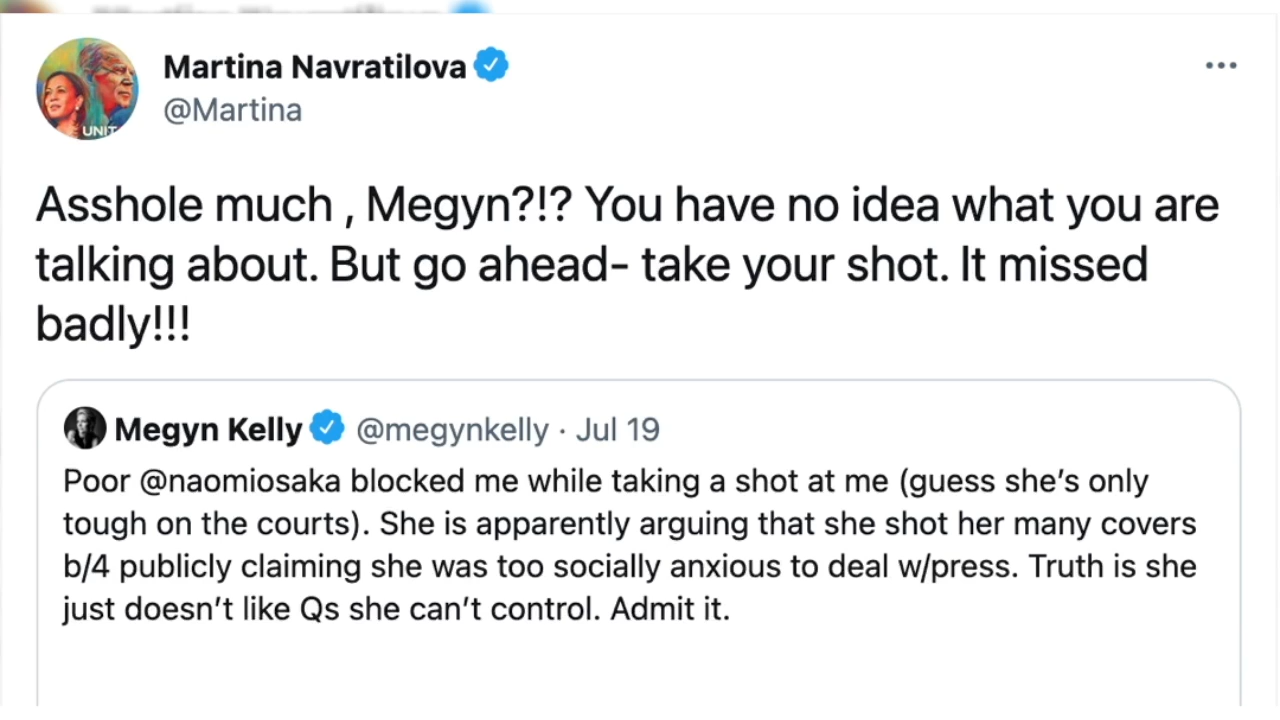 Martina Navratilova
@Martina
UNIT
Asshole much , Megyn?!? You have no idea what you are
talking about. But go ahead- take your shot. It missed
badly!!!
Megyn Kelly @megynkelly · Jul 19
Poor @naomiosaka blocked me while taking a shot at me (guess she's only
tough on the courts). She is apparently arguing that she shot her many covers
b/4 publicly claiming she was too socially anxious to deal w/press. Truth is she
just doesn't like Qs she can't control. Admit it.